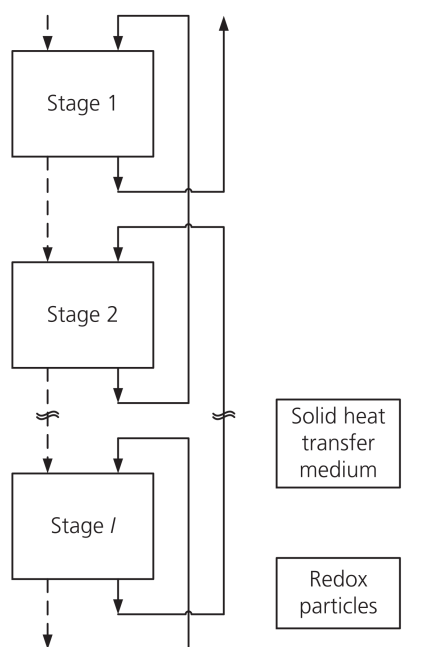 Stage 1
Stage 2
Solid heat
transfer
medium
Stage I
Redox
particles